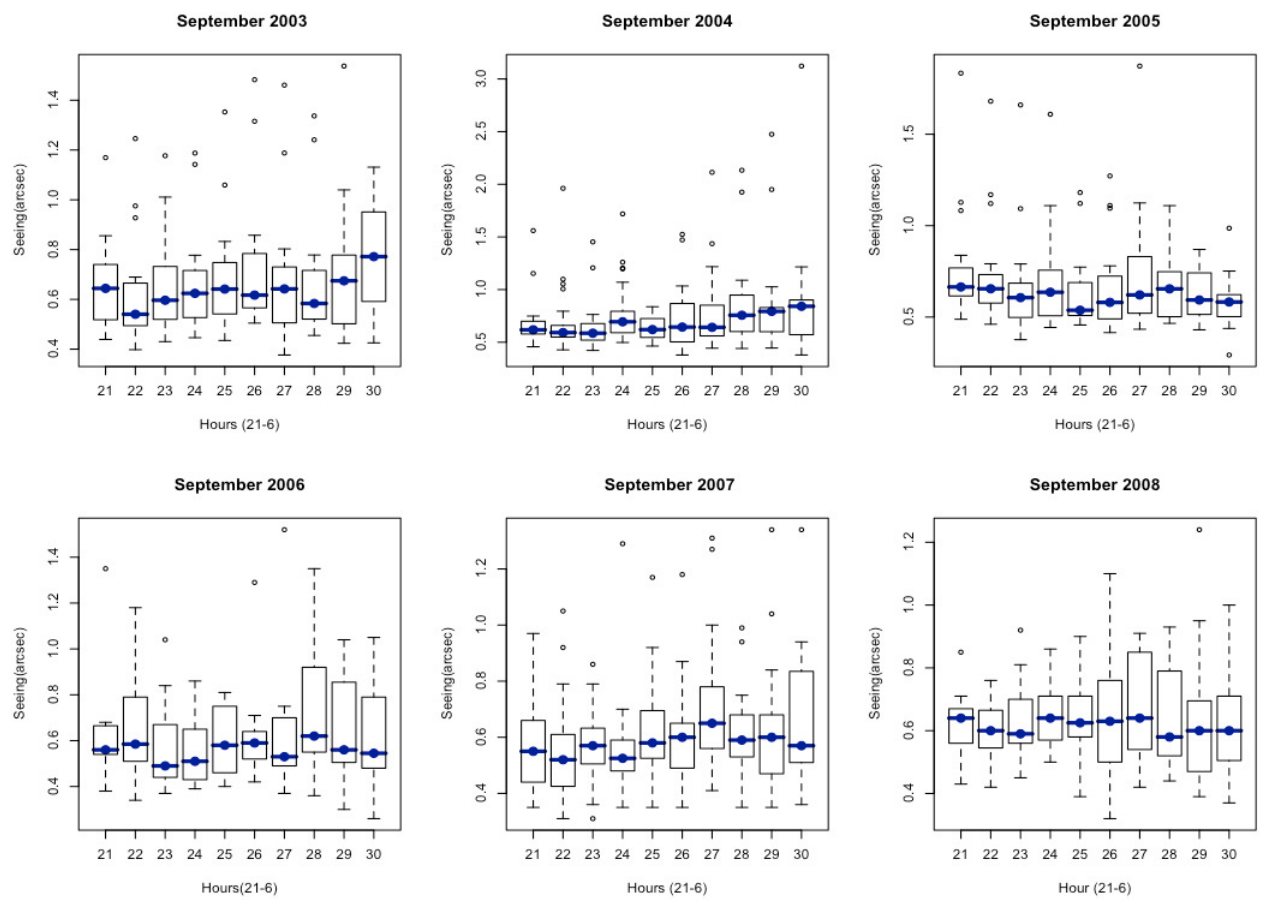 September 2003
Seeing(arcsec)
1.4
1.2
1.0
0.8
0.6
0.4
21 22 23 24 25 26 27 28 29 30
Hours (21-6)
September 2004
Seeing(arcsec)
3.0
2.5
2.0
1.5
1.0
0.5
21 22 23 24 25 26 27 28 29 30
Hours (21-6)
September 2005
Seeing(arcsec)
1.5
1.0
0.5
21 22 23 24 25 26 27 28 29 30
Hours (21-6)
September 2006
Seeing(arcsec)
1.4
1.2
1.0
0.8
0.6
0.4
21 22 23 24 25 26 27 28 29 30
Hours(21-6)
September 2007
Seeing(arcsec)
1.2
1.0
0.8
0.6
0.4
21 22 23 24 25 26 27 28 29 30
Hours (21-6)
September 2008
Seeing(arcsec)
1.2
1.0
0.8
0.6
0.4
21 22 23 24 25 26 27 28 29 30
Hour (21-6)